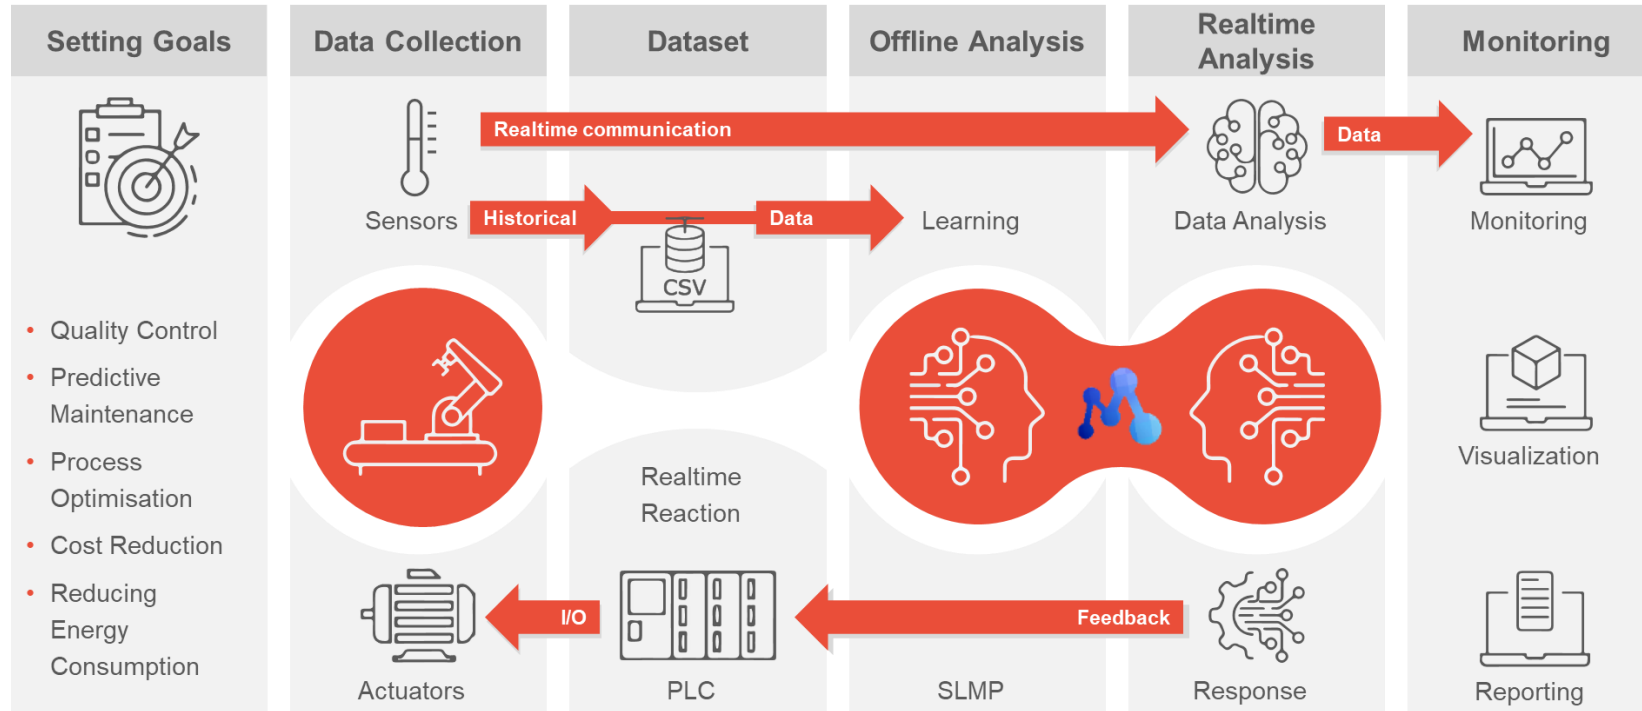 Setting Goals
Data Collection
Dataset
Offline Analysis
Realtime
Analysis
Monitoring
Realtime communication
Data
Sensors
Historical
Data
Learning
Data Analysis
Monitoring
CSV
• Quality Control
• Predictive
Maintenance
• Process
Optimisation
• Cost Reduction
• Reducing
Energy
Consumption
Visualization
Realtime
Reaction
I/O
Feedback
Actuators
PLC
SLMP
Response
Reporting